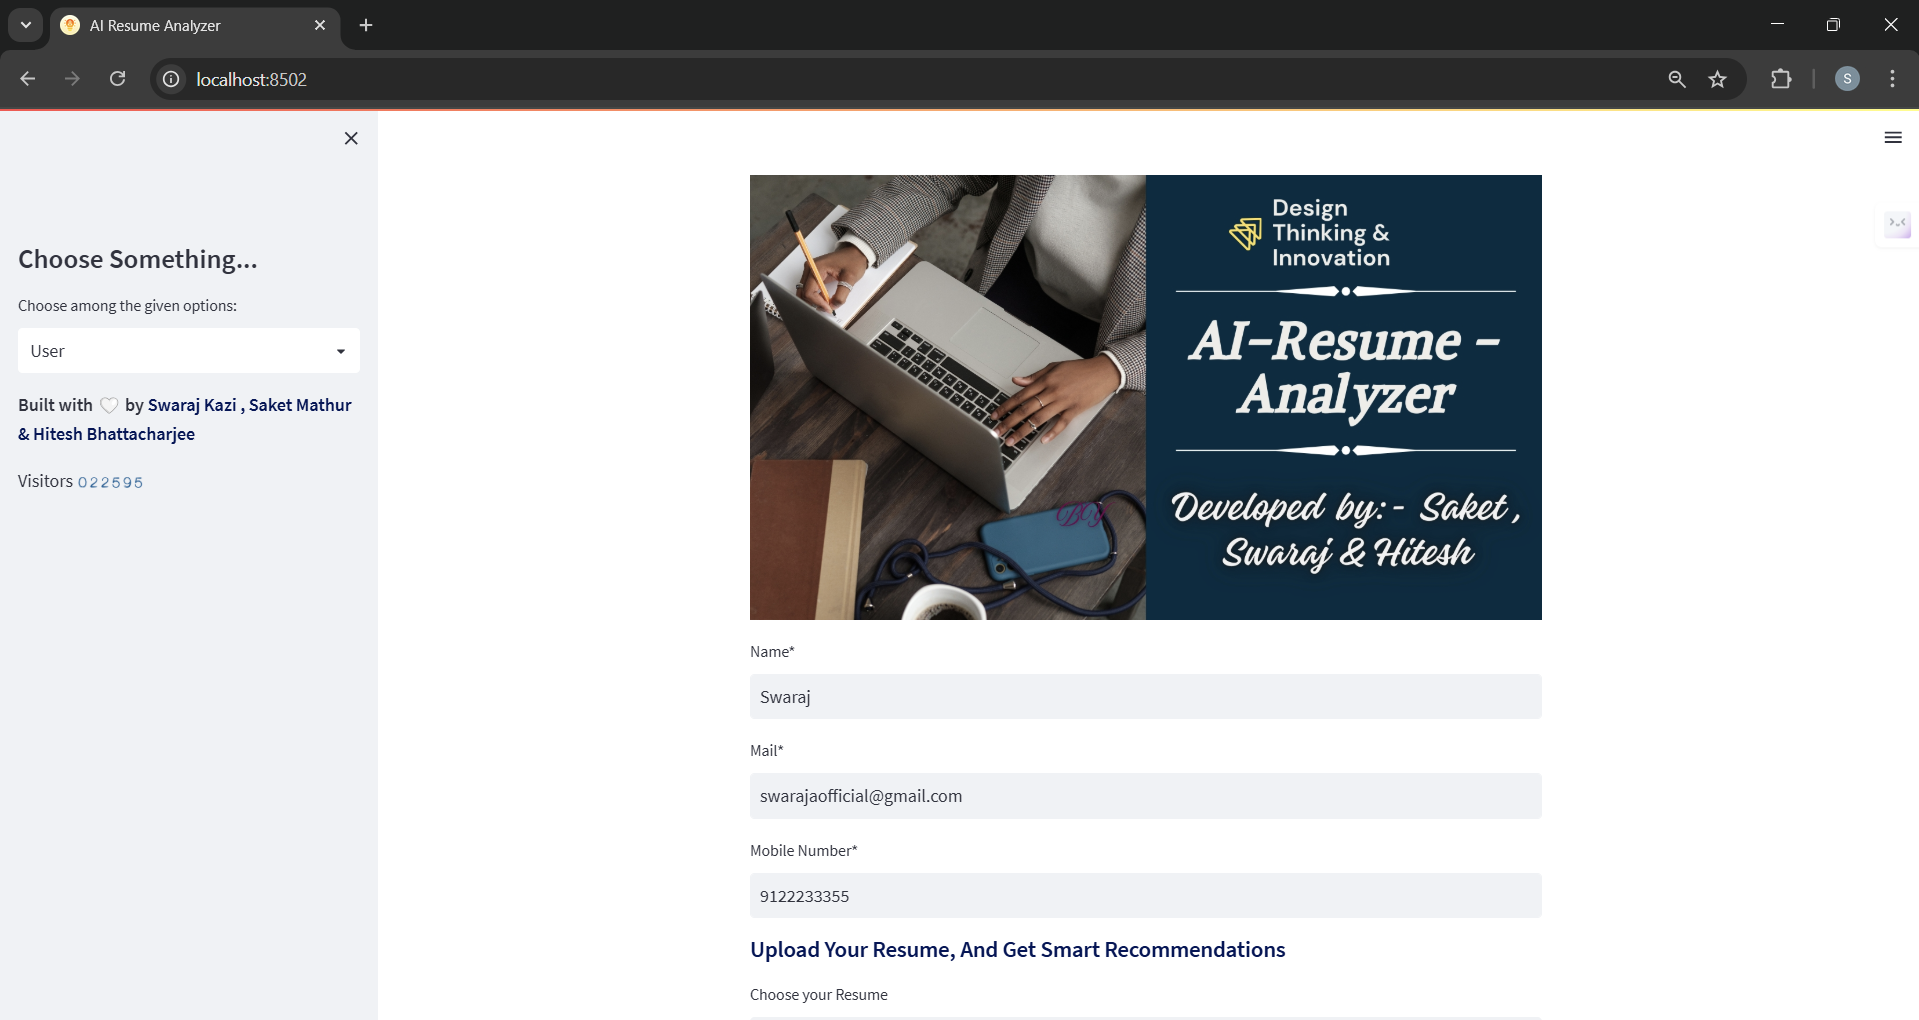 AI Resume Analyzer
localhost:8502
S
Choose Something...
Choose among the given options:
User
Built with 🤍 by Swaraj Kazi , Saket Mathur
& Hitesh Bhattacharjee
Visitors 022595
Design
Thinking &
Innovation
AI-Resume -
Analyzer
Developed by:- Saket,
Swaraj & Hitesh
Name*
Swaraj
Mail*
swarajaofficial@gmail.com
Mobile Number*
9122233355
Upload Your Resume, And Get Smart Recommendations
Choose your Resume